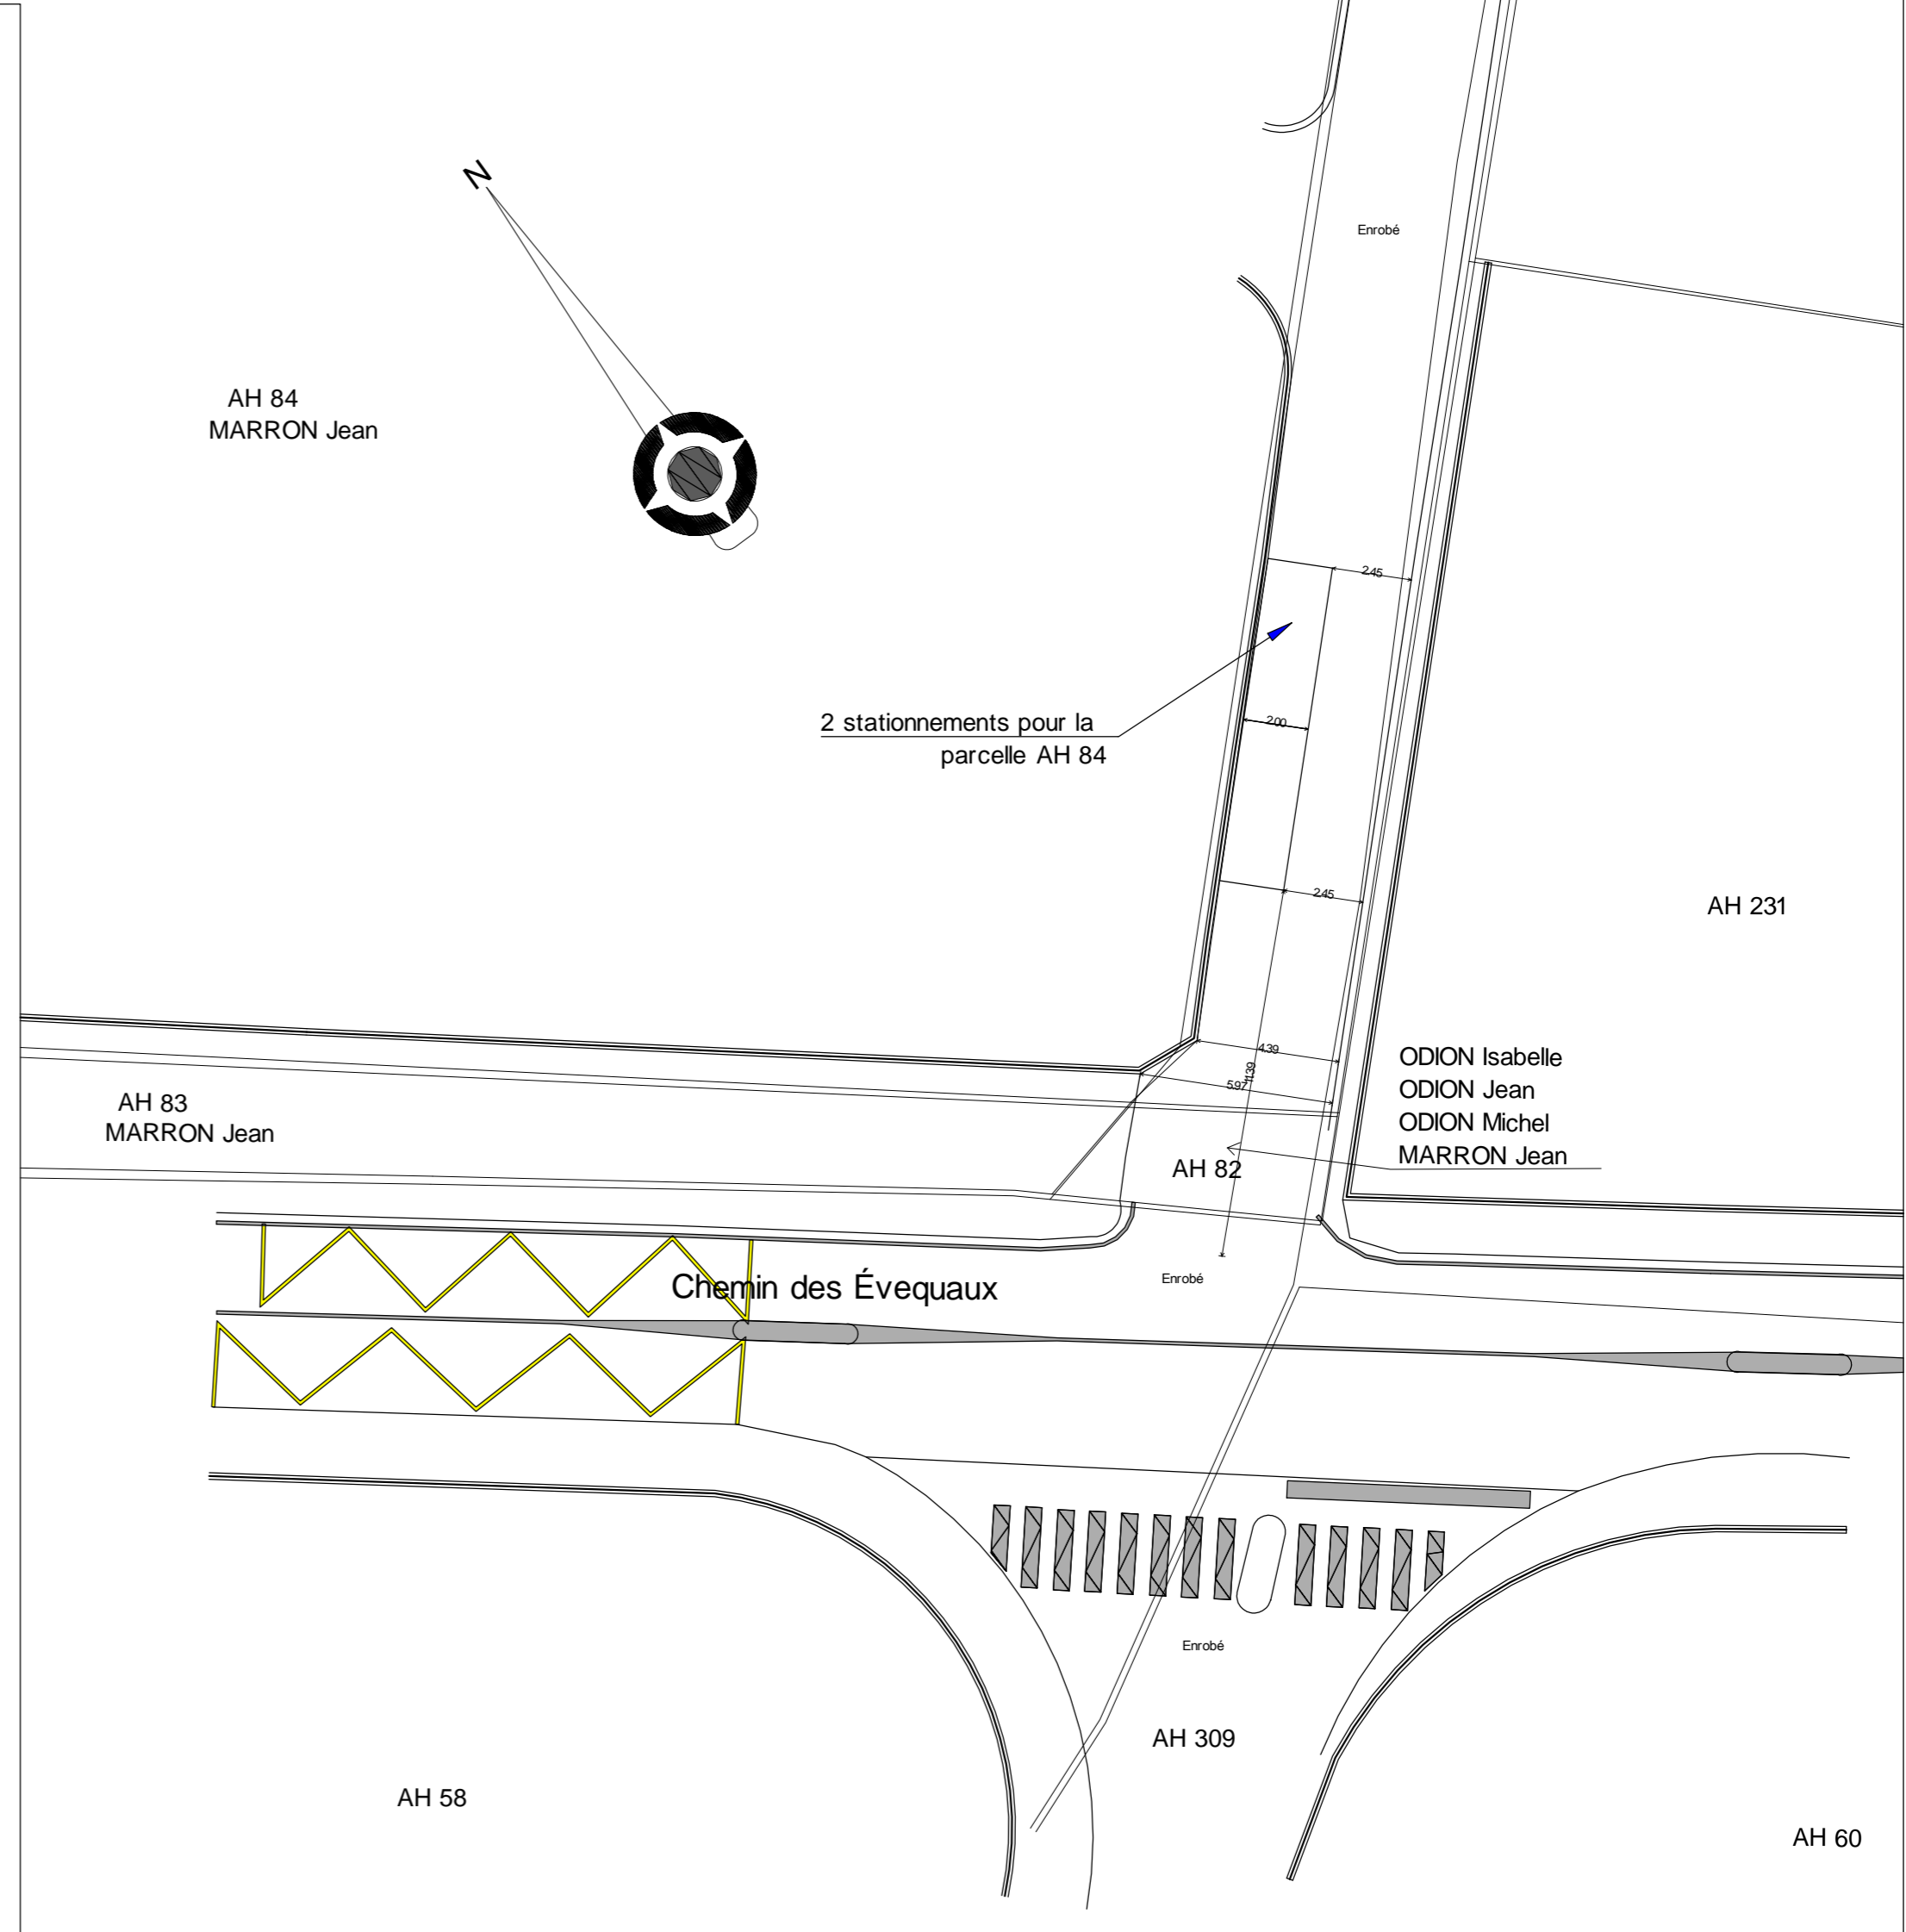 N
Enrobé
AH 84
MARRON Jean
2.45
2 stationnements pour la
parcelle AH 84
2.00
2.45
AH 231
4.39
11.39
5.97
ODION Isabelle
ODION Jean
ODION Michel
MARRON Jean
AH 83
MARRON Jean
AH 82
Chemin des Évequaux
Enrobé
Enrobé
AH 309
AH 58
AH 60